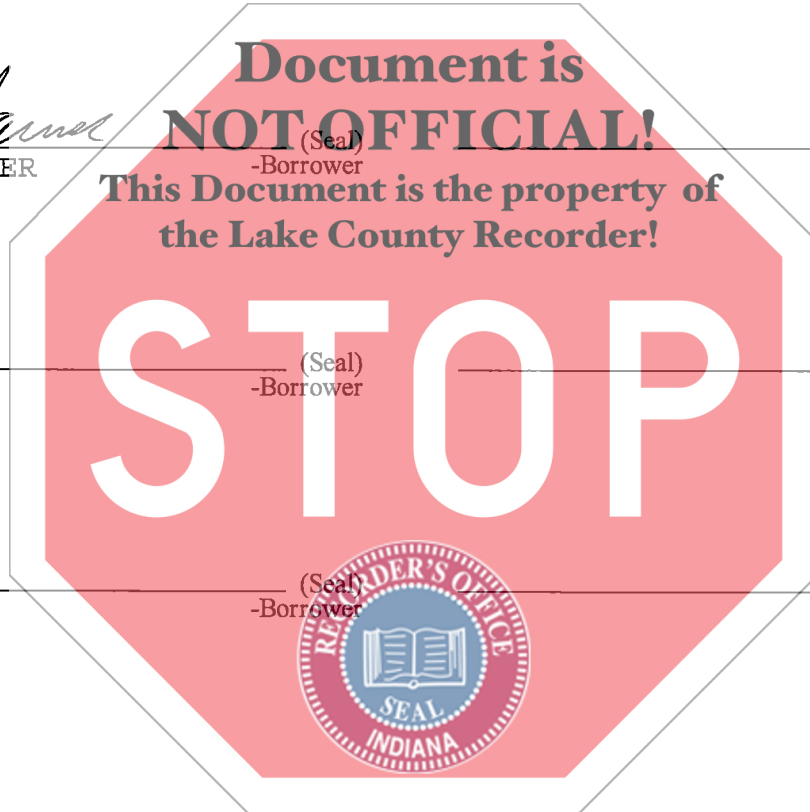 Document is
NOT OFFICIAL!
(Seal)
-Borrower
ER
This Document is the property of
the Lake County Recorder!
STOP
(Seal)
-Borrower
(Seal)
-Borrower
RECORDER'S OFFICE
SEAL
INDIANA